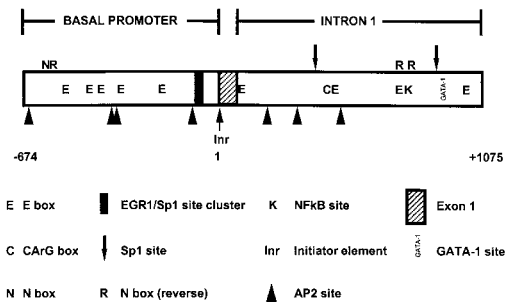 BASAL PROMOTER INTRON 1
NR R R
E E E E E E CE EK GATA-1 E
Inr
-674 1 +1075
E E box EGR1/Sp1 site cluster K NFkB site Exon 1
C CArG box Sp1 site Inr Initiator element GATA-1 GATA-1 site
N N box R N box (reverse) AP2 site